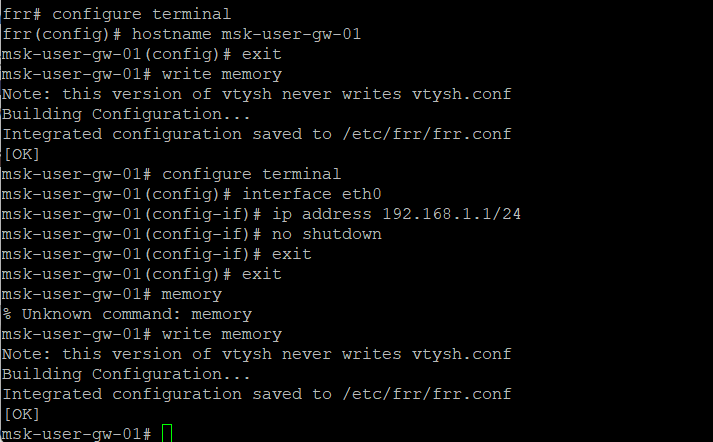 frr# configure terminal
frr(config)# hostname msk-user-gw-01
msk-user-gw-01(config)# exit
msk-user-gw-01# write memory
Note: this version of vtysh never writes vtysh.conf
Building Configuration...
Integrated configuration saved to /etc/frr/frr.conf
[OK]
msk-user-gw-01# configure terminal
msk-user-gw-01(config)# interface eth0
msk-user-gw-01(config-if)# ip address 192.168.1.1/24
msk-user-gw-01(config-if)# no shutdown
msk-user-gw-01(config-if)# exit
msk-user-gw-01(config)# exit
msk-user-gw-01# memory
% Unknown command: memory
msk-user-gw-01# write memory
Note: this version of vtysh never writes vtysh.conf
Building Configuration...
Integrated configuration saved to /etc/frr/frr.conf
[OK]
msk-user-gw-01#